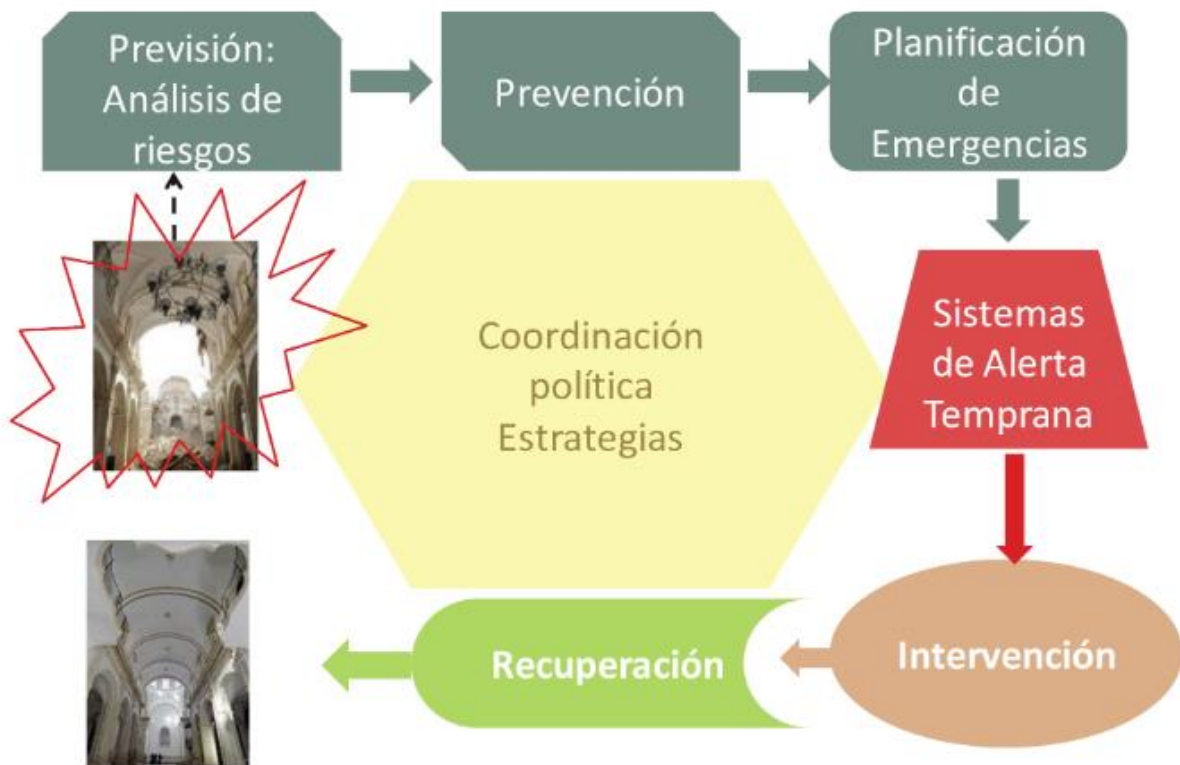 Previsión:
Análisis de
riesgos
Prevención
Planificación
de
Emergencias
Coordinación
política
Estrategias
Sistemas
de Alerta
Temprana
Recuperación
Intervención